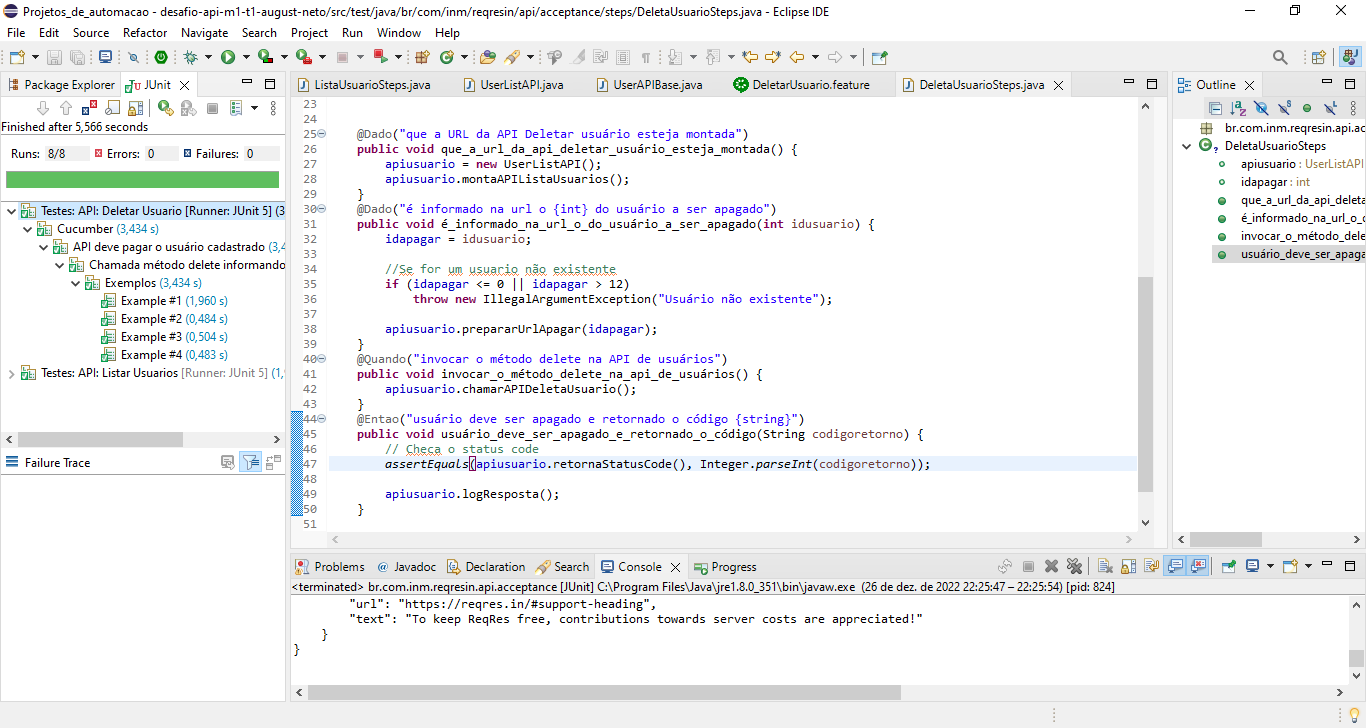 Projetos_de_automacao - desafio-api-m1-t1-august-neto/src/test/java/br/com/inm/reqresin/api/acceptance/steps/DeletaUsuarioSteps.java - Eclipse IDE
File Edit Source Refactor Navigate Search Project Run Window Help
Package Explorer JUnit
Finished after 5,566 seconds
Runs: 8/8 Errors: 0 Failures: 0
Testes: API: Deletar Usuario [Runner: JUnit 5] (3
Cucumber (3,434 s)
API deve pagar o usuário cadastrado (3,4
Chamada método delete informando
Exemplos (3,434 s)
Example #1 (1,960 s)
Example #2 (0,484 s)
Example #3 (0,504 s)
Example #4 (0,483 s)
Testes: API: Listar Usuarios [Runner: JUnit 5] (1,
Failure Trace
ListaUsuarioSteps.java UserListAPI.java UserAPIBase.java DeletarUsuario.feature DeletaUsuarioSteps.java
23
24
25 @Dado("que a URL da API Deletar usuário esteja montada")
26 public void que_a_url_da_api_deletar_usuário_esteja_montada() {
27 apiusuario = new UserListAPI();
28 apiusuario.montaAPIListaUsuarios();
29 }
30 @Dado("é informado na url o {int} do usuário a ser apagado")
31 public void é_informado_na_url_o_do_usuário_a_ser_apagado(int idusuario) {
32 idapagar = idusuario;
33
34 //Se for um usuario não existente
35 if (idapagar <= 0 || idapagar > 12)
36 throw new IllegalArgumentException("Usuário não existente");
37
38 apiusuario.prepararUrlApagar(idapagar);
39 }
40 @Quando("invocar o método delete na API de usuários")
41 public void invocar_o_método_delete_na_api_de_usuários() {
42 apiusuario.chamarAPIDeletaUsuario();
43 }
44 @Entao("usuário deve ser apagado e retornado o código {string}")
45 public void usuário_deve_ser_apagado_e_retornado_o_código(String codigoretorno) {
46 // Checa o status code
47 assertEquals(apiusuario.retornaStatusCode(), Integer.parseInt(codigoretorno));
48
49 apiusuario.logResposta();
50 }
51
Outline
br.com.inm.reqresin.api.ac
DeletaUsuarioSteps
apiusuario : UserListAPI
idapagar : int
que_a_url_da_api_deleta
é_informado_na_url_o_c
invocar_o_método_dele
usuário_deve_ser_apaga
Problems Javadoc Declaration Search Console Progress
<terminated> br.com.inm.reqresin.api.acceptance [JUnit] C:\Program Files\Java\jre1.8.0_351\bin\javaw.exe (26 de dez. de 2022 22:25:47 – 22:25:54) [pid: 824]
"url": "https://reqres.in/#support-heading",
"text": "To keep ReqRes free, contributions towards server costs are appreciated!"
}
}